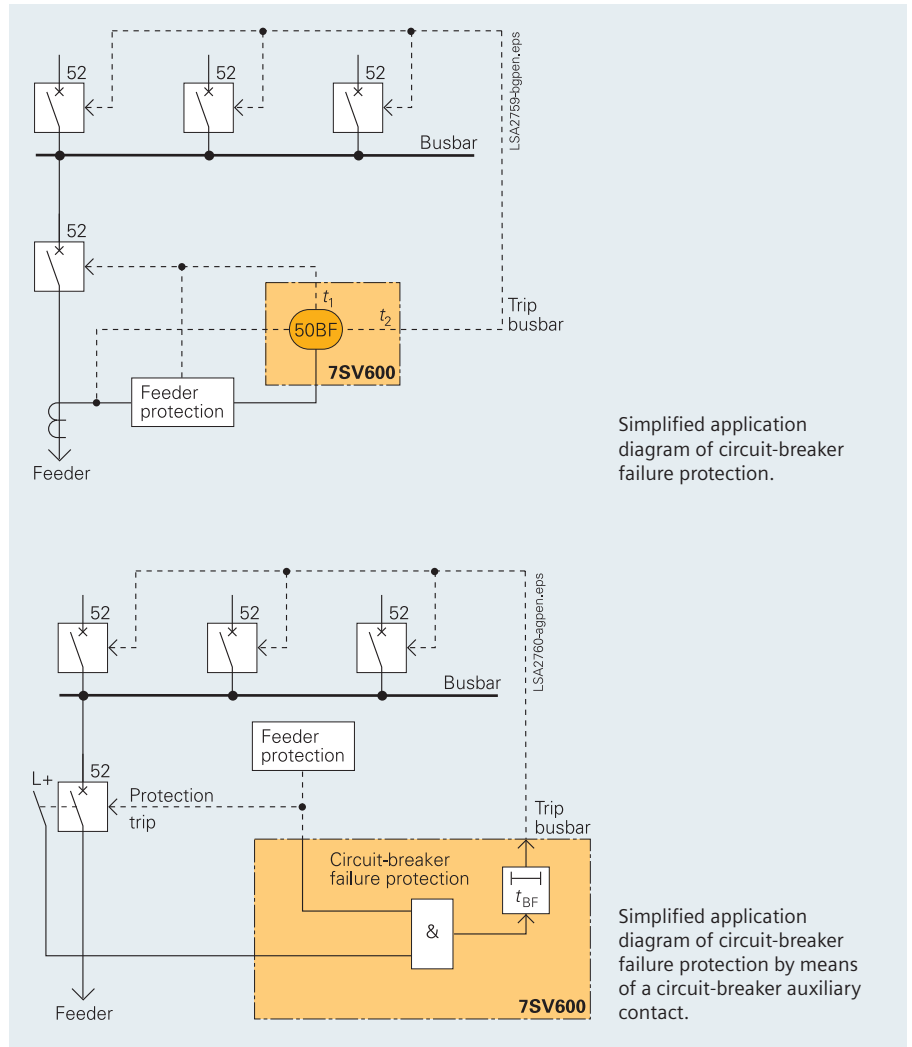 52
52
52
LSA2759-bgpen.eps
Busbar
52
t1
50BF
t2
Trip
busbar
7SV600
Feeder
protection
Feeder
Simplified application
diagram of circuit-breaker
failure protection.
52
52
52
LSA2760-agpen.eps
Busbar
Feeder
protection
L+
52
Protection
trip
Trip
busbar
Circuit-breaker
failure protection
tBF
&
7SV600
Feeder
Simplified application
diagram of circuit-breaker
failure protection by means
of a circuit-breaker auxiliary
contact.